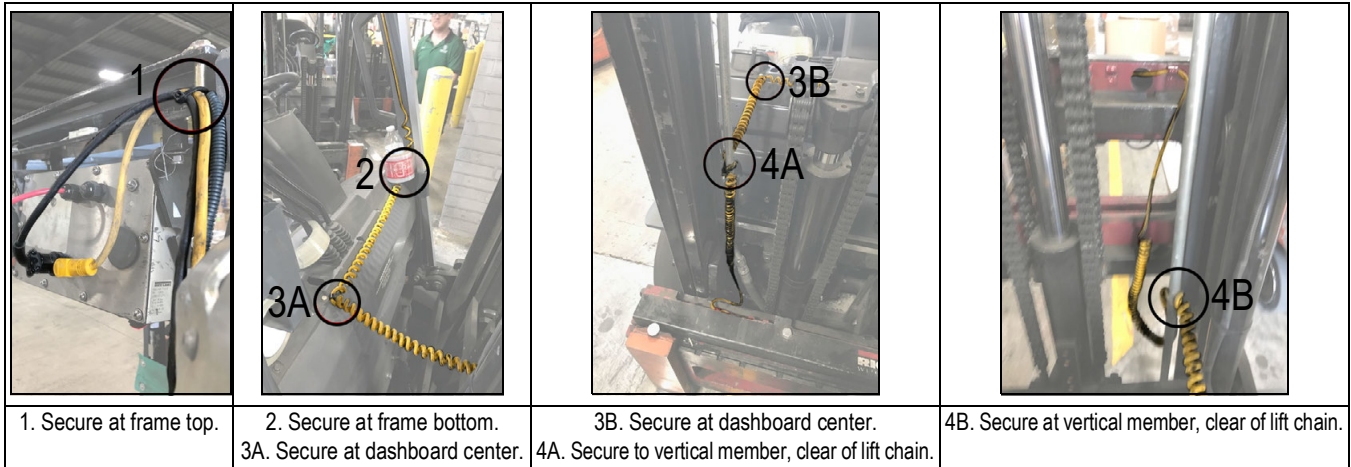 1
2
3A
3B
4A
4B
1. Secure at frame top.
2. Secure at frame bottom.
3A. Secure at dashboard center.
3B. Secure at dashboard center.
4A. Secure to vertical member, clear of lift chain.
4B. Secure at vertical member, clear of lift chain.